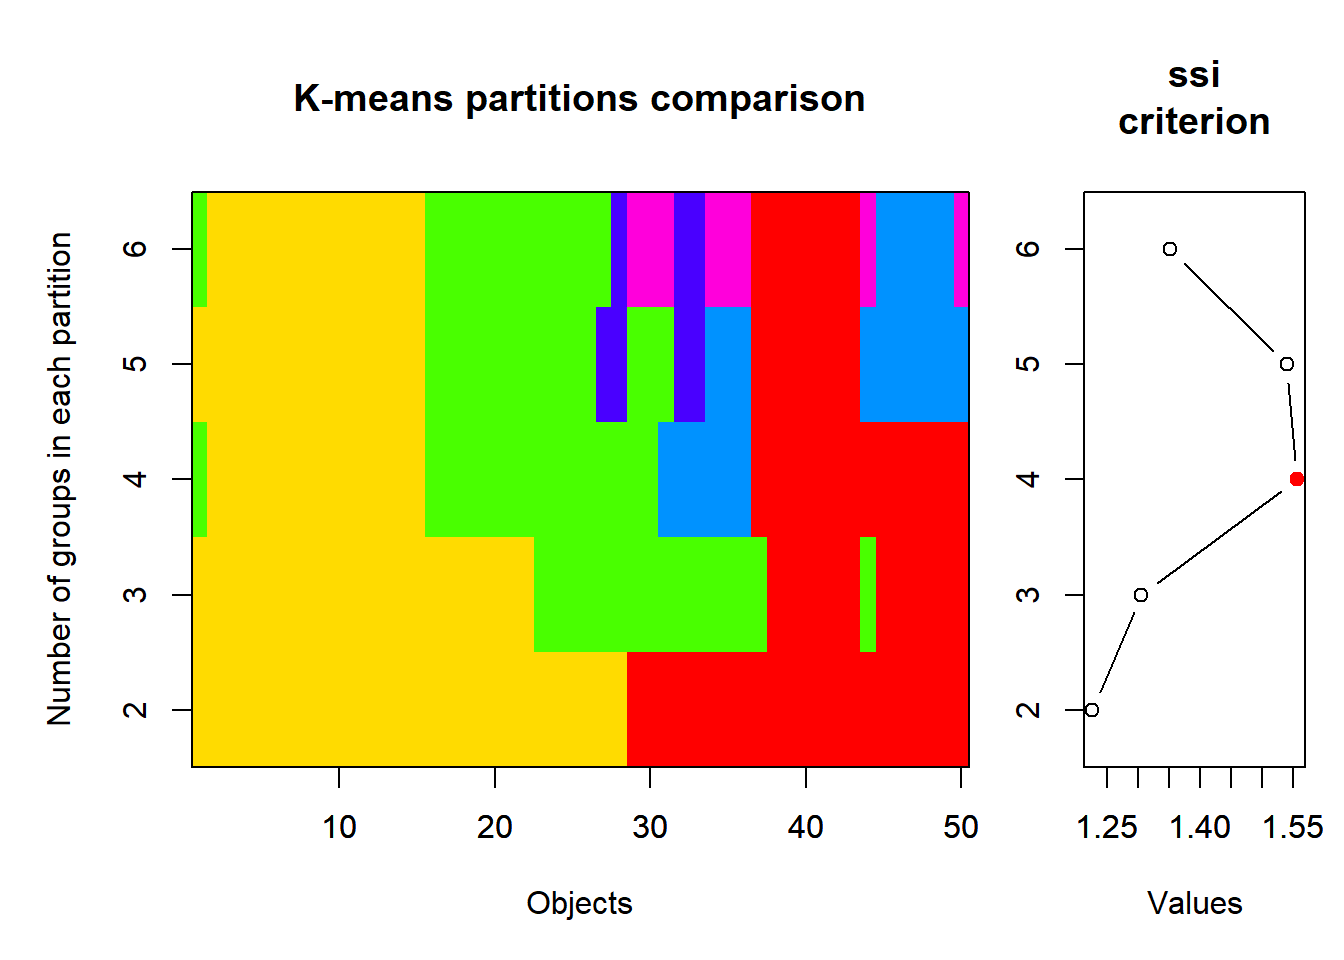 K-means partitions comparison
ssi
criterion
Number of groups in each partition
6
5
4
3
2
10 20 30 40 50
Objects
6
5
4
3
2
1.25 1.40 1.55
Values